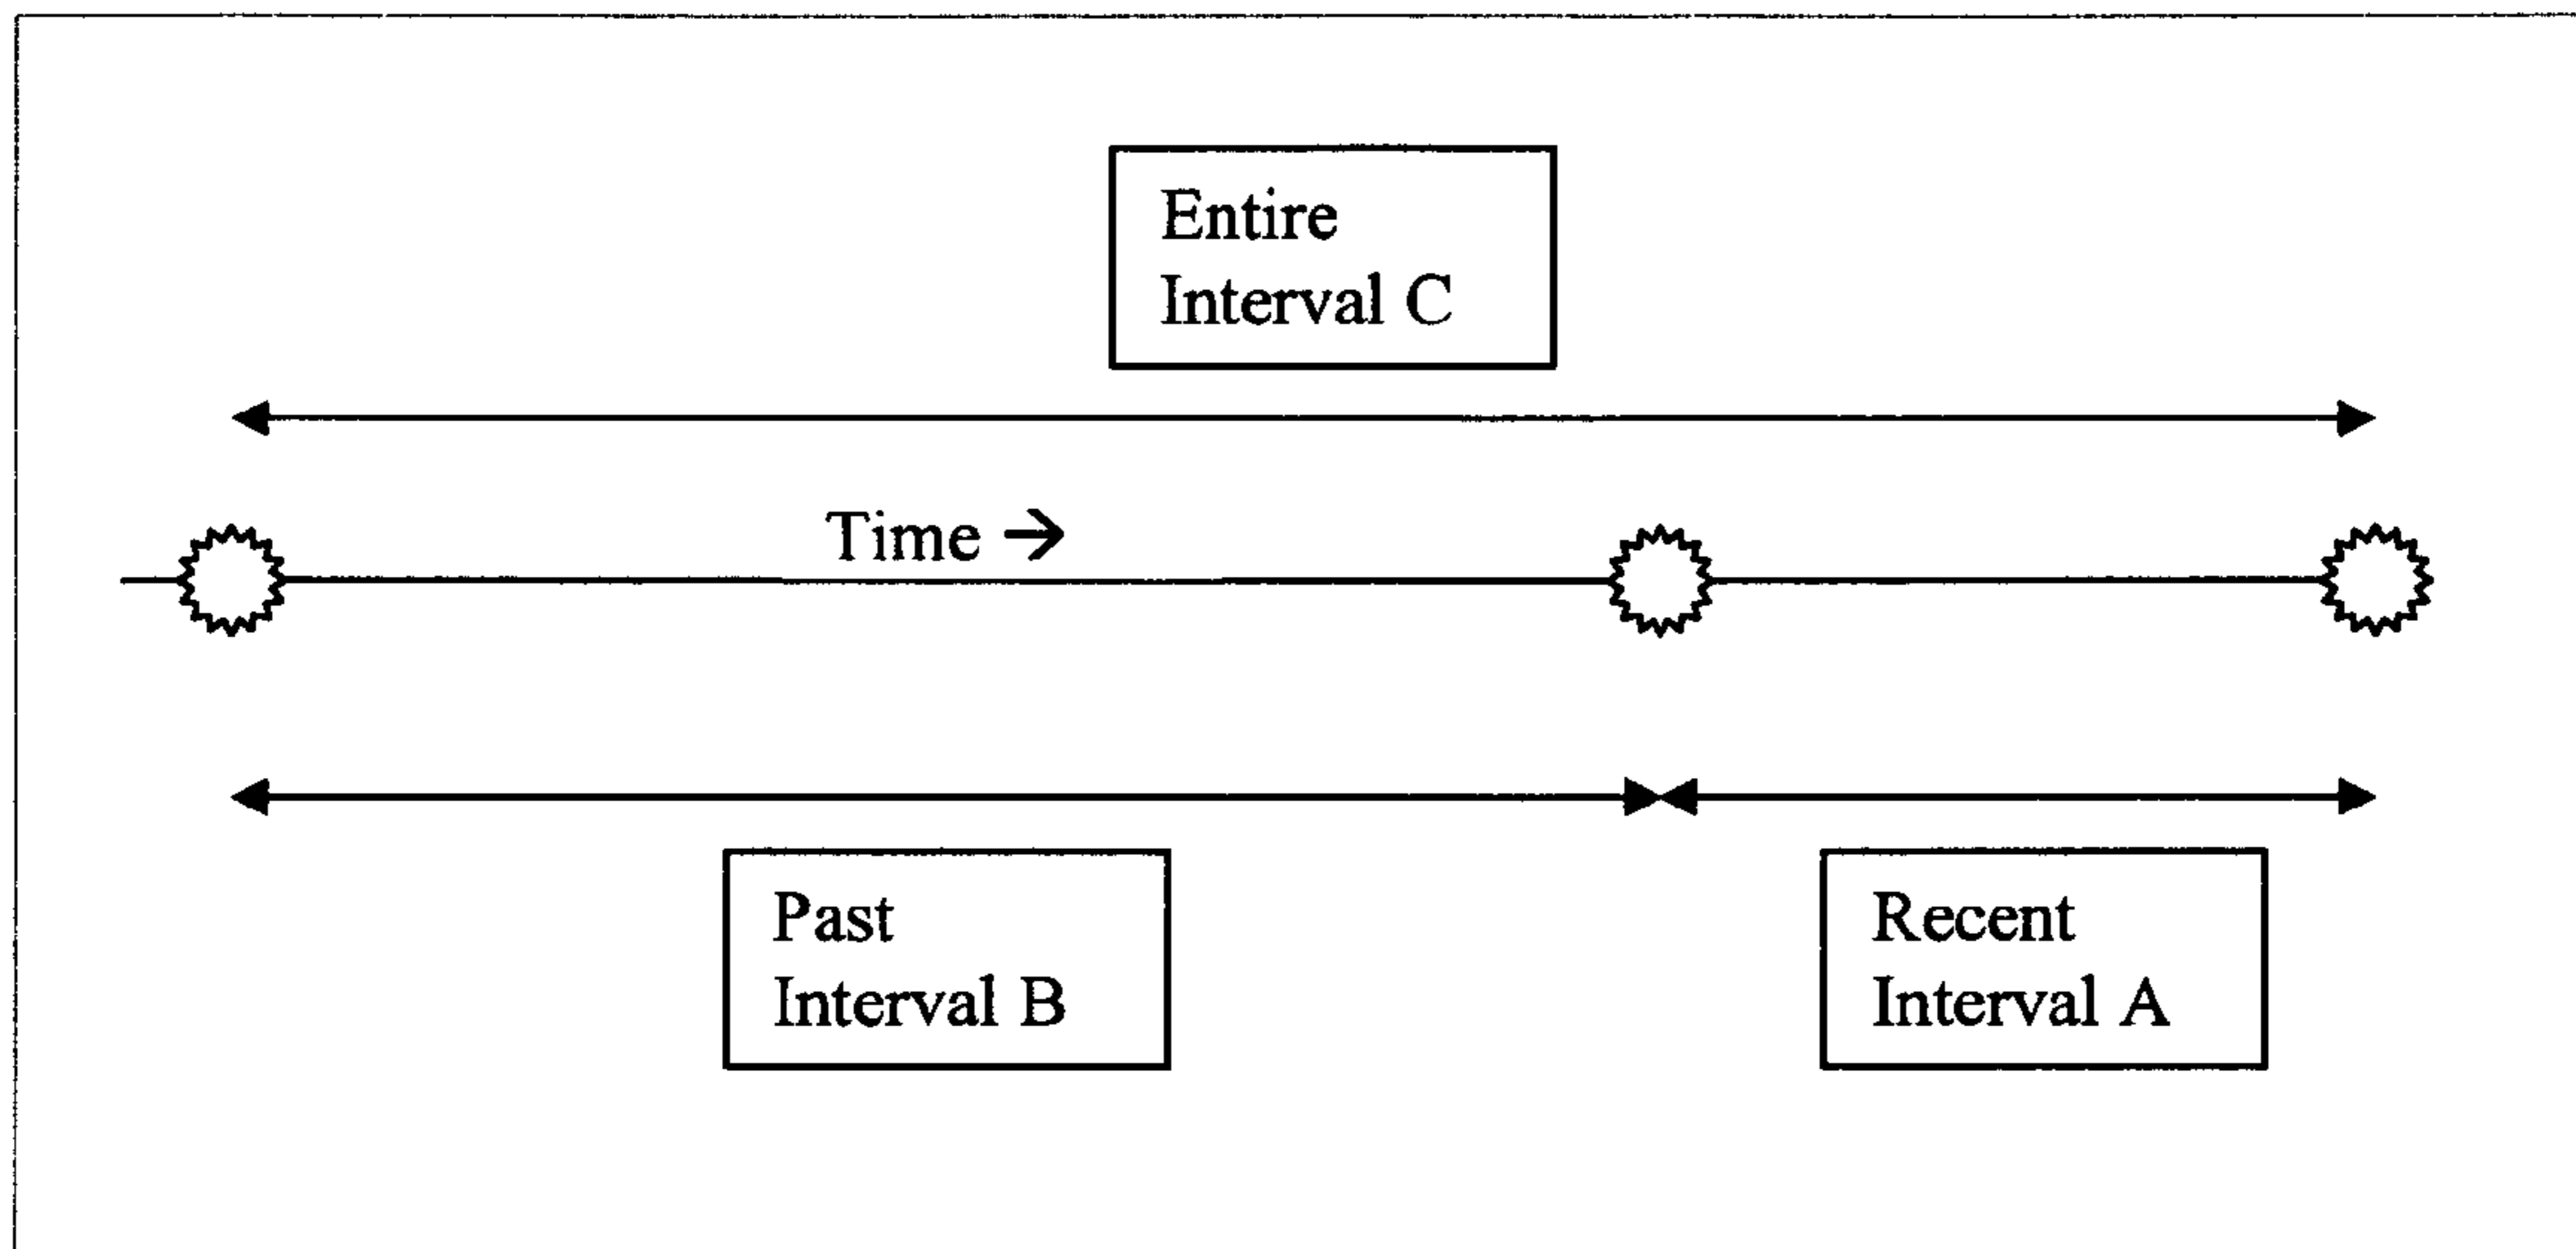 Entire
Interval C
Time →
Past
Interval B
Recent
Interval A